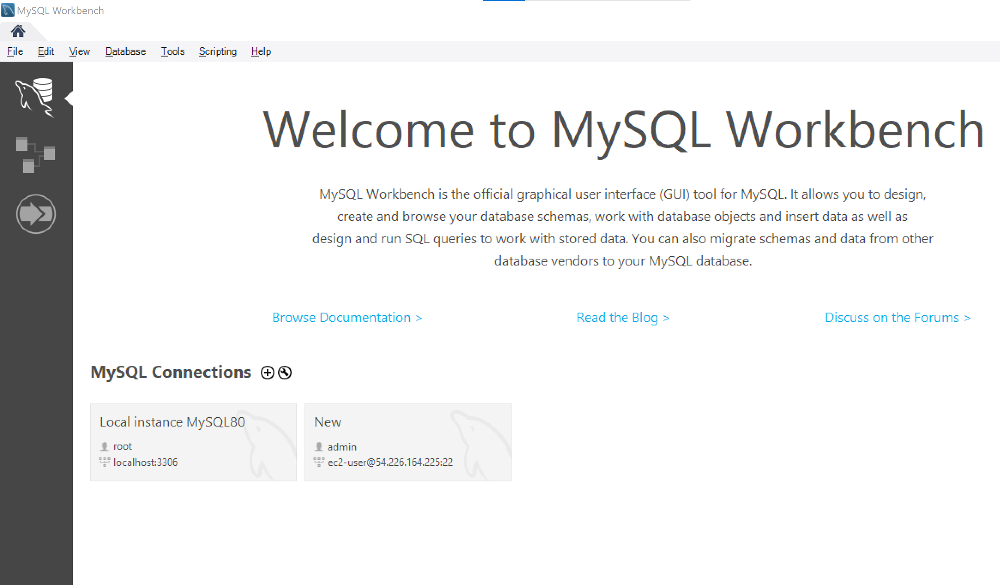 MySQL Workbench
File Edit View Database Tools Scripting Help
Welcome to MySQL Workbench
MySQL Workbench is the official graphical user interface (GUI) tool for MySQL. It allows you to design,
create and browse your database schemas, work with database objects and insert data as well as
design and run SQL queries to work with stored data. You can also migrate schemas and data from other
database vendors to your MySQL database.
Browse Documentation > Read the Blog > Discuss on the Forums >
MySQL Connections
Local instance MySQL80
root
localhost:3306
New
admin
ec2-user@54.226.164.225:22